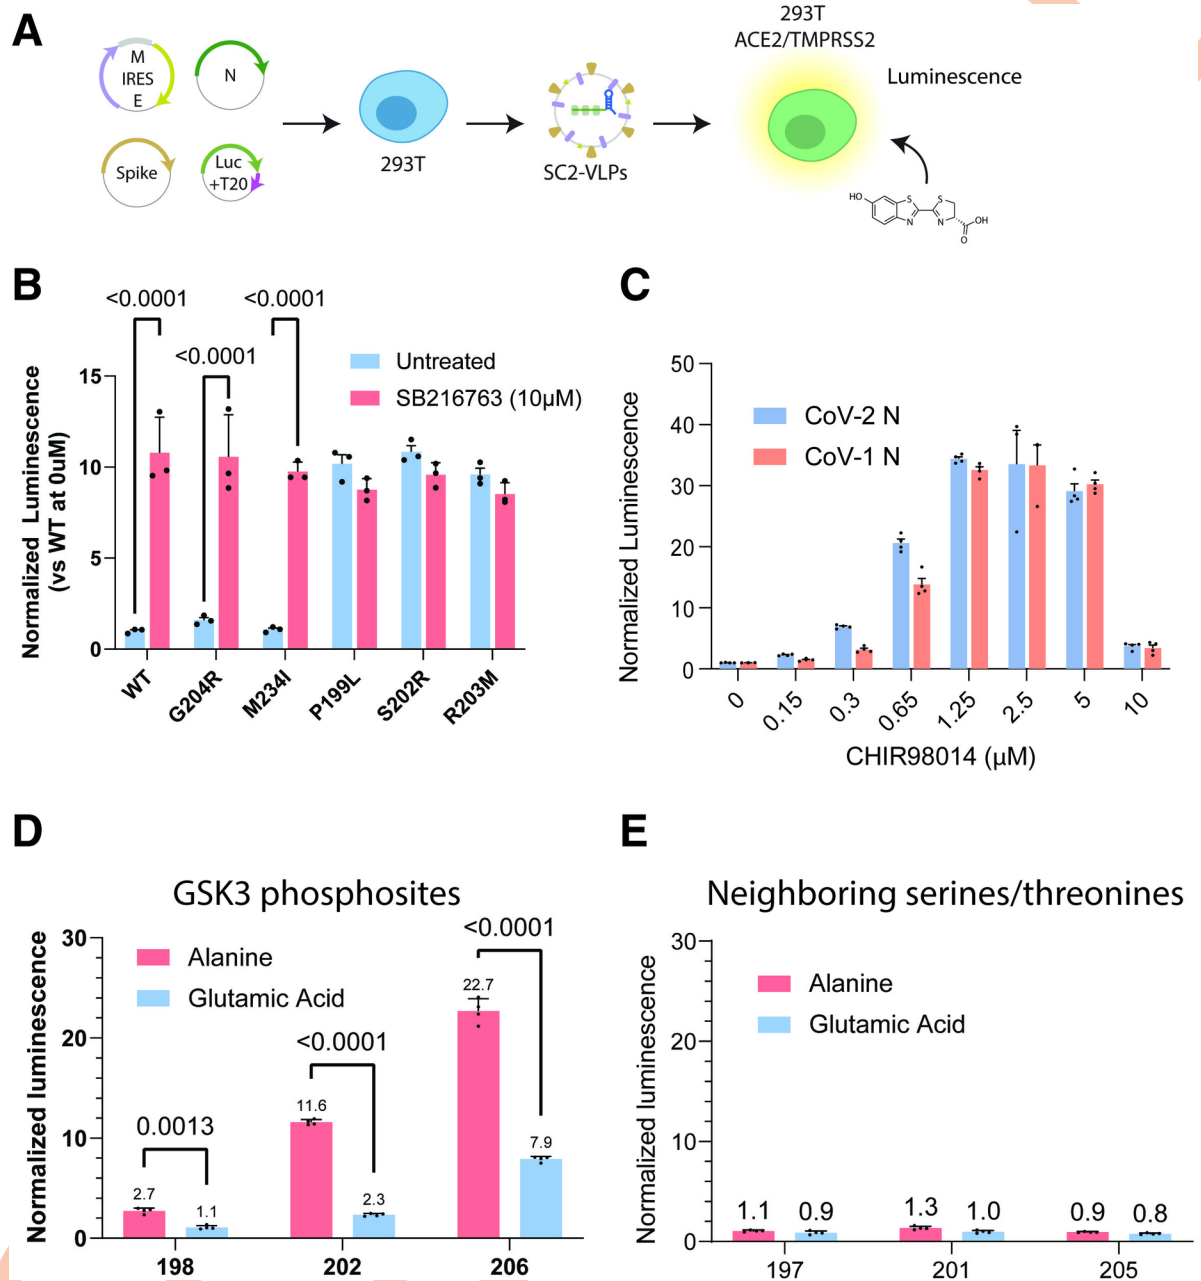 A
M
IRES
E
N
Spike
Luc
+T20
293T
SC2-VLPs
293T
ACE2/TMPRSS2
Luminescence
HO
S
N
S
N
OH
O
B
<0.0001
<0.0001
<0.0001
Untreated
SB216763 (10µM)
Normalized Luminescence
(vs WT at 0uM)
15
10
5
0
WT
G204R
M234I
P199L
S202R
R203M
C
Normalized Luminescence
50
40
30
20
10
0
CoV-2 N
CoV-1 N
0
0.15
0.3
0.65
1.25
2.5
5
10
CHIR98014 (µM)
D
GSK3 phosphosites
Normalized luminescence
30
20
10
0
Alanine
Glutamic Acid
0.0013
<0.0001
<0.0001
2.7
1.1
11.6
2.3
22.7
7.9
198
202
206
E
Neighboring serines/threonines
Normalized luminescence
30
20
10
0
Alanine
Glutamic Acid
1.1
0.9
1.3
1.0
0.9
0.8
197
201
205